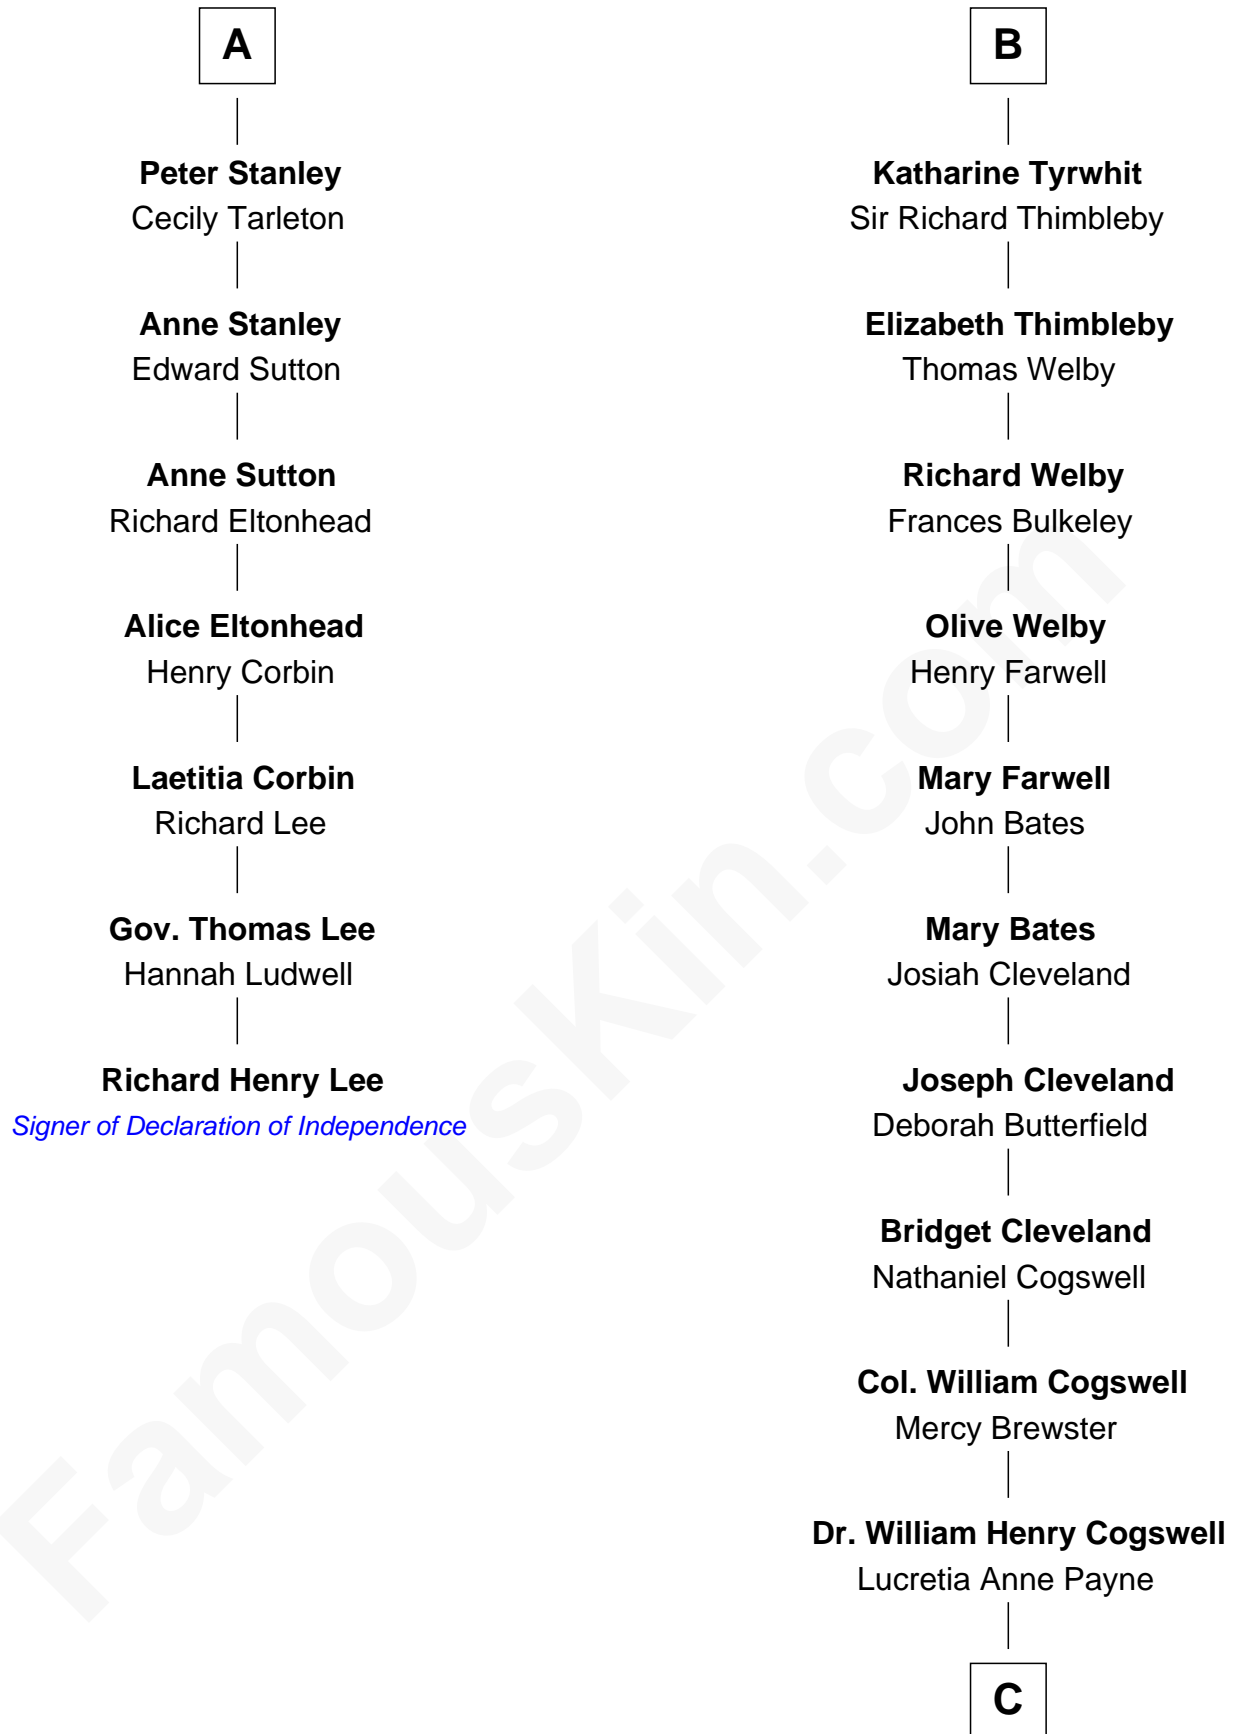 A
Peter Stanley
Cecily Tarleton
Anne Stanley
Edward Sutton
Anne Sutton
Richard Eltonhead
Alice Eltonhead
Henry Corbin
Laetitia Corbin
Richard Lee
Gov. Thomas Lee
Hannah Ludwell
Richard Henry Lee
Signer of Declaration of Independence
B
Katharine Tyrwhit
Sir Richard Thimbleby
Elizabeth Thimbleby
Thomas Welby
Richard Welby
Frances Bulkeley
Olive Welby
Henry Farwell
Mary Farwell
John Bates
Mary Bates
Josiah Cleveland
Joseph Cleveland
Deborah Butterfield
Bridget Cleveland
Nathaniel Cogswell
Col. William Cogswell
Mercy Brewster
Dr. William Henry Cogswell
Lucretia Anne Payne
C
FamousKin.com